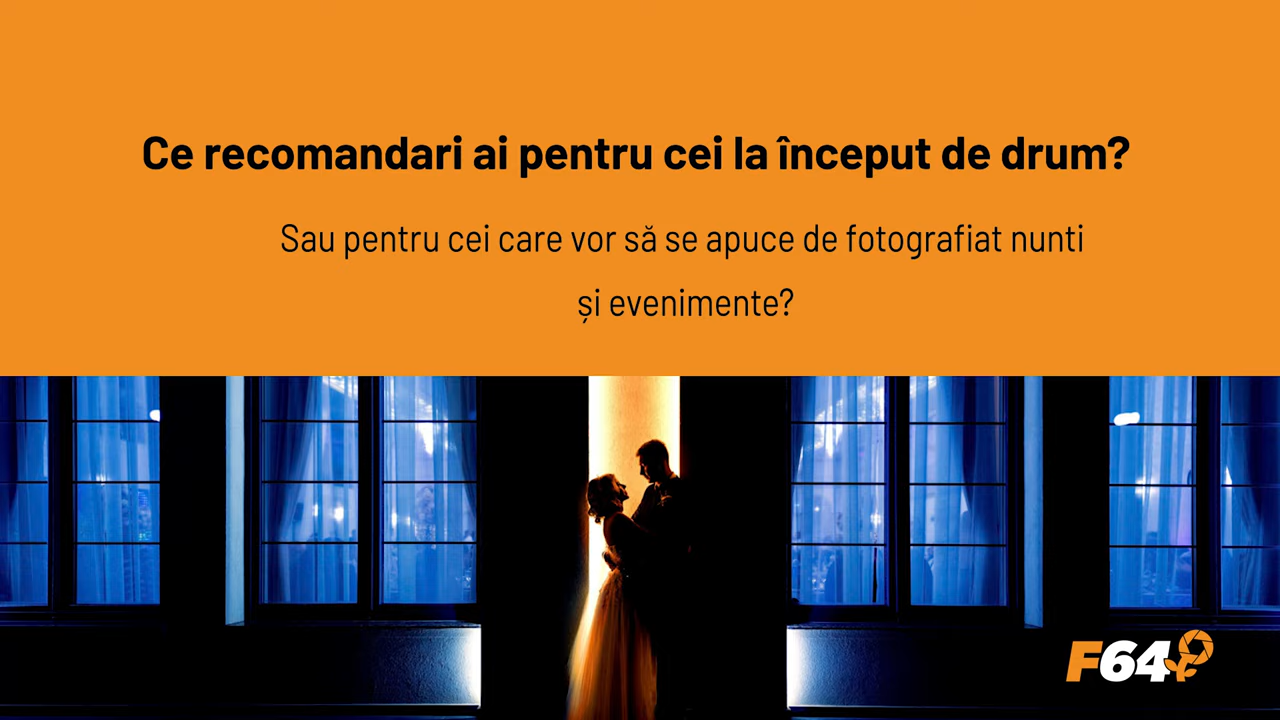 Ce recomandari ai pentru cei la început de drum?
Sau pentru cei care vor să se apuce de fotografiat nunti
și evenimente?
F64